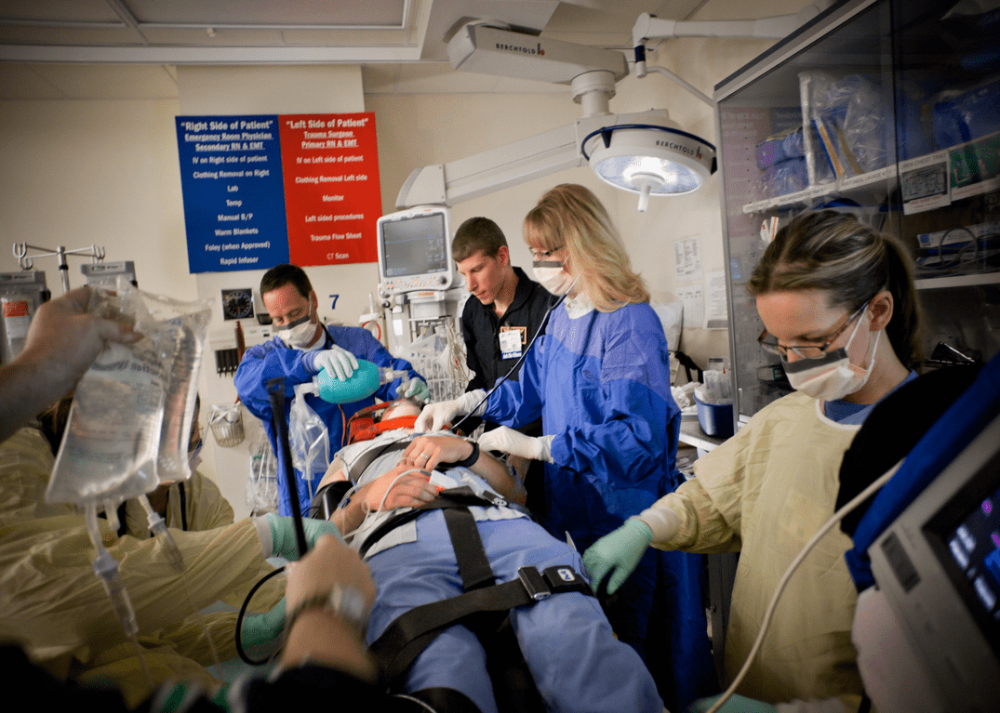 BERCHTOLD
"Right Side of Patient"
Emergency Room Physician
Secondary RN & EMT
IV on Right side of patient
Clothing Removal on Right
Lab
Temp
Manual B/P
Warm Blankets
Foley (when Approved)
Rapid Infuser
"Left Side of Patient"
Trauma Surgeon
Primary RN & EMT
IV on Left side of patient
Clothing Removal Left side
Monitor
Left sided procedures
Trauma Flow Sheet
CT Scan
BERCHTOLD
7